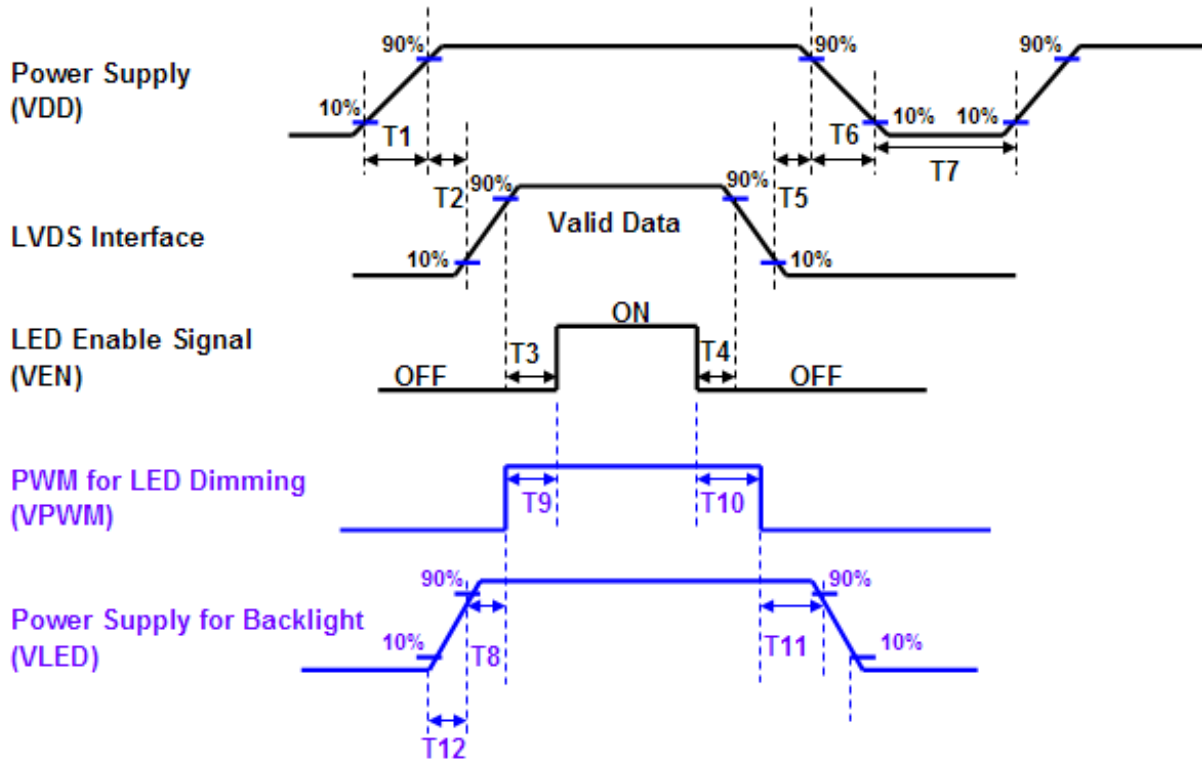 90% 90% 90%
Power Supply
(VDD)
10% 10% 10%
T1 T6
T7
90% 90%
T2 T5
Valid Data
LVDS Interface
10% 10%
ON
LED Enable Signal
(VEN)
T3 T4
OFF OFF
PWM for LED Dimming
(VPWM)
T9 T10
90% 90%
Power Supply for Backlight
(VLED)
10% T8 T11 10%
T12